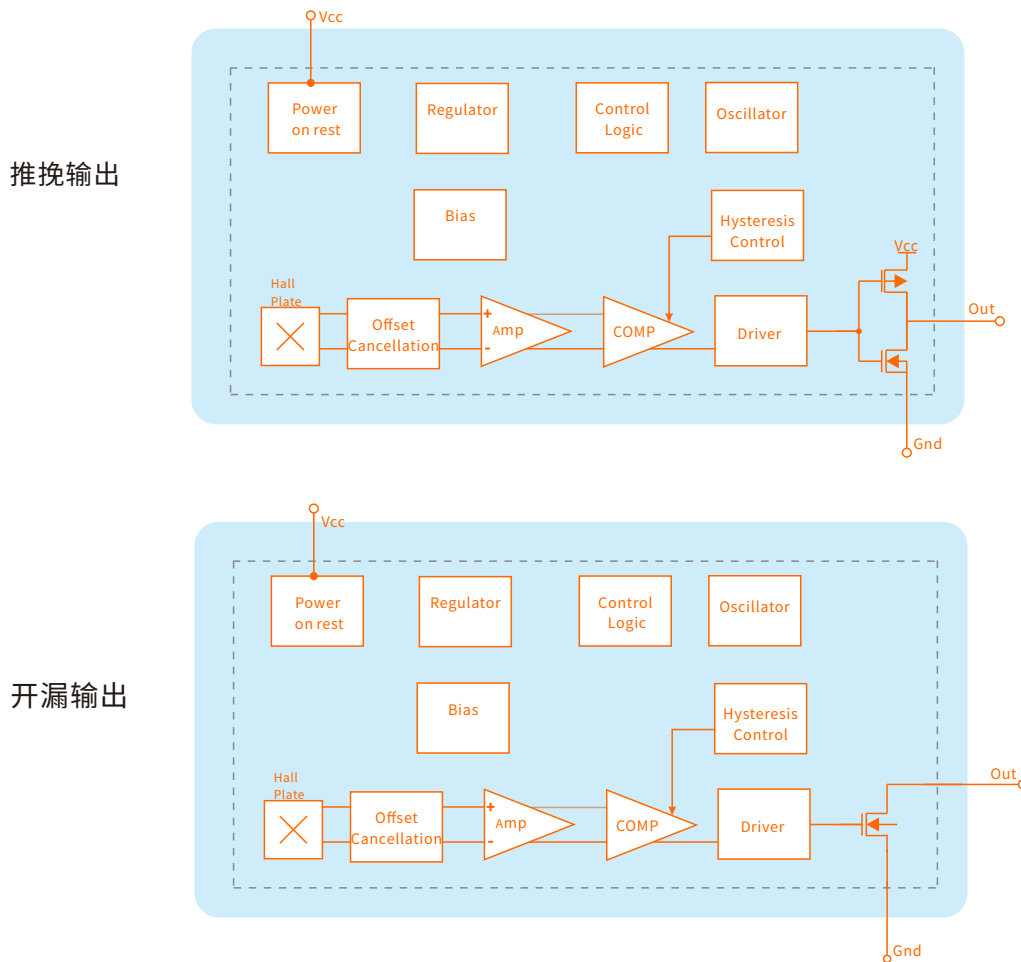 Vcc
Power
on rest
Regulator
Control
Logic
Oscillator
推挽输出
Bias
Hysteresis
Control
Vcc
Hall
Plate
Offset
Cancellation
+
-
Amp
COMP
Driver
Out
Gnd
Vcc
Power
on rest
Regulator
Control
Logic
Oscillator
开漏输出
Bias
Hysteresis
Control
Hall
Plate
Offset
Cancellation
+
-
Amp
COMP
Driver
Out
Gnd